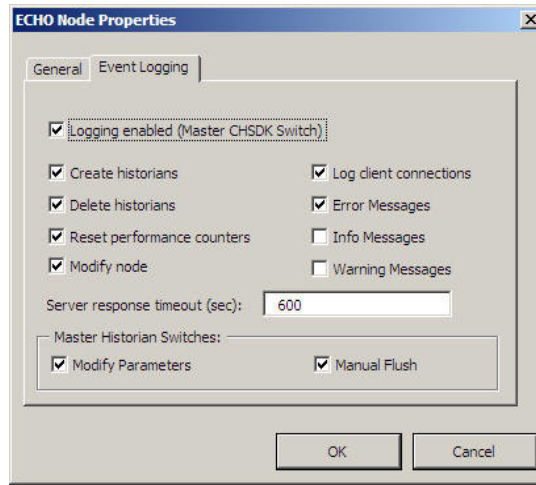 ECHO Node Properties
General Event Logging
Logging enabled (Master CHSDK Switch)
Create historians Log client connections
Delete historians Error Messages
Reset performance counters Info Messages
Modify node Warning Messages
Server response timeout (sec): 600
Master Historian Switches:
Modify Parameters Manual Flush
OK Cancel